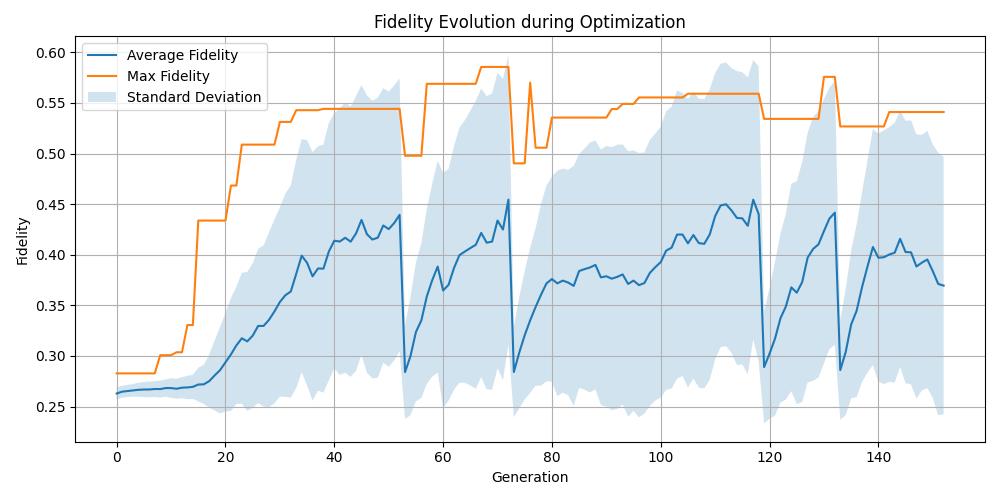 Fidelity Evolution during Optimization
Average Fidelity
Max Fidelity
Standard Deviation
Fidelity
0.60
0.55
0.50
0.45
0.40
0.35
0.30
0.25
0 20 40 60 80 100 120 140
Generation